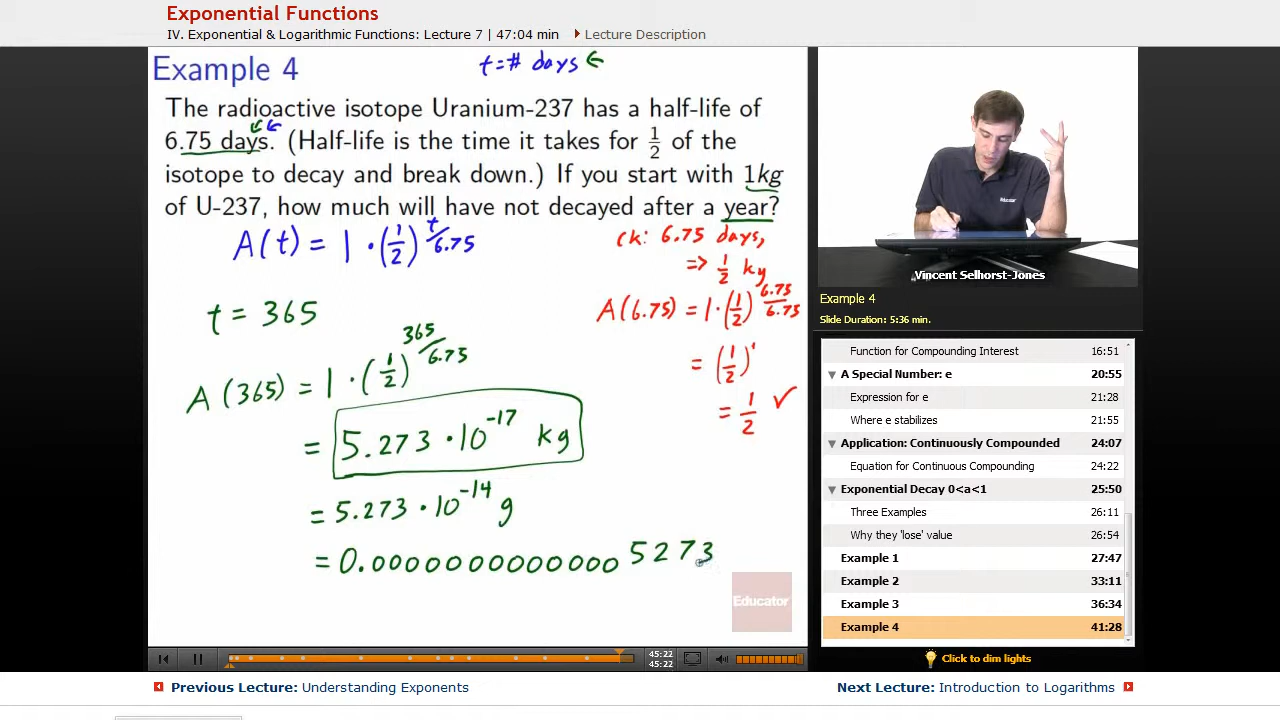 Exponential Functions
IV. Exponential & Logarithmic Functions: Lecture 7 | 47:04 min Lecture Description
Example 4
t = # days ←
The radioactive isotope Uranium-237 has a half-life of
6.75 days. (Half-life is the time it takes for 1/2 of the
isotope to decay and break down.) If you start with 1kg
of U-237, how much will have not decayed after a year?
A(t) = 1 · (1/2)^(t/6.75)
ck: 6.75 days,
=> 1/2 kg
t = 365
A(6.75) = 1 · (1/2)^(6.75/6.75)
= (1/2)^1
= 1/2 ✓
A(365) = 1 · (1/2)^(365/6.75)
= 5.273 · 10^-17 kg
= 5.273 · 10^-14 g
= 0.00000000000005273
Educator
Educator
Vincent Selhorst-Jones
Example 4
Slide Duration: 5:36 min.
Function for Compounding Interest 16:51
A Special Number: e 20:55
Expression for e 21:28
Where e stabilizes 21:55
Application: Continuously Compounded 24:07
Equation for Continuous Compounding 24:22
Exponential Decay 0<a<1 25:50
Three Examples 26:11
Why they 'lose' value 26:54
Example 1 27:47
Example 2 33:11
Example 3 36:34
Example 4 41:28
45:22
45:22
Click to dim lights
Previous Lecture: Understanding Exponents
Next Lecture: Introduction to Logarithms